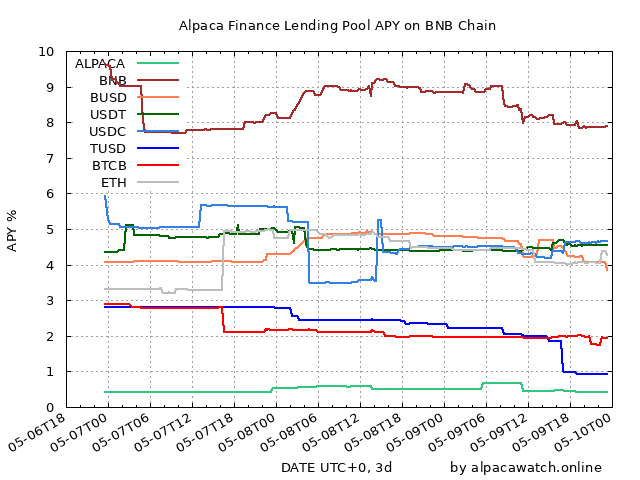 Alpaca Finance Lending Pool APY on BNB Chain
10
9
8
7
6
5
4
3
2
1
0
APY %
ALPACA
BNB
BUSD
USDT
USDC
TUSD
BTCB
ETH
05-06T18
05-07T00
05-07T06
05-07T12
05-07T18
05-08T00
05-08T06
05-08T12
05-08T18
05-09T00
05-09T06
05-09T12
05-09T18
05-10T00
DATE UTC+0, 3d
by alpacawatch.online